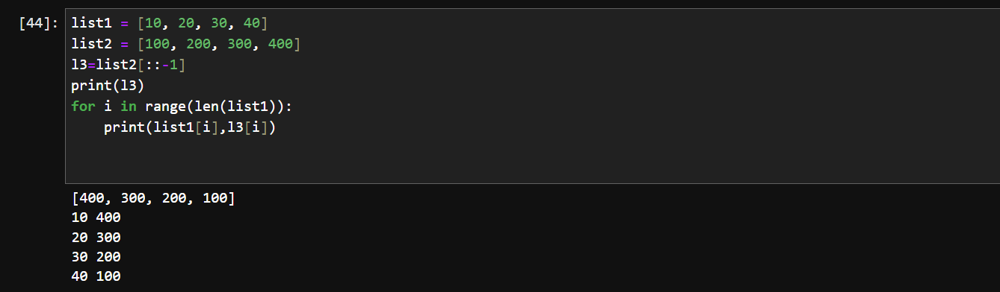 [44]: list1 = [10, 20, 30, 40]
list2 = [100, 200, 300, 400]
l3=list2[::-1]
print(l3)
for i in range(len(list1)):
    print(list1[i],l3[i])
[400, 300, 200, 100]
10 400
20 300
30 200
40 100